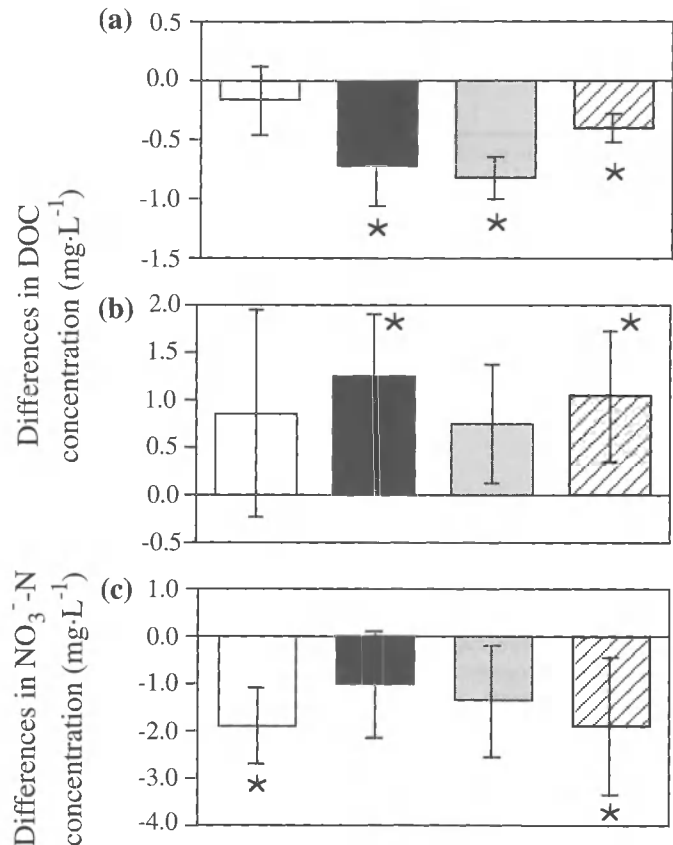 (a)
0.5
0.0
-0.5
-1.0
-1.5
Differences in DOC
concentration (mg·L⁻¹)
(b)
2.0
1.5
1.0
0.5
0.0
-0.5
Differences in NO₃⁻-N
concentration (mg·L⁻¹)
(c)
1.0
0.0
-1.0
-2.0
-3.0
-4.0